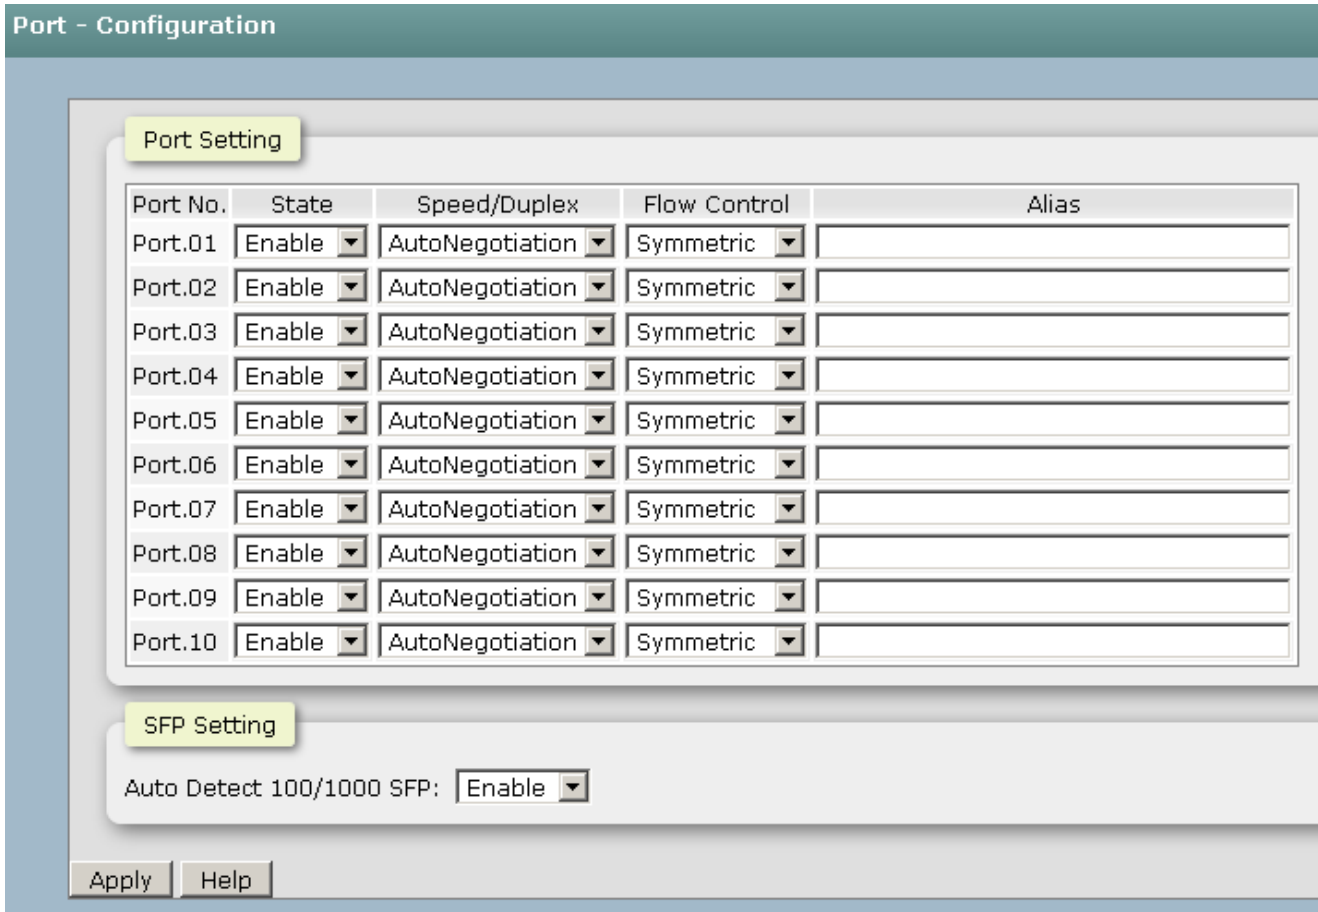 Port - Configuration
Port Setting
Port No. State Speed/Duplex Flow Control Alias
Port.01 Enable AutoNegotiation Symmetric
Port.02 Enable AutoNegotiation Symmetric
Port.03 Enable AutoNegotiation Symmetric
Port.04 Enable AutoNegotiation Symmetric
Port.05 Enable AutoNegotiation Symmetric
Port.06 Enable AutoNegotiation Symmetric
Port.07 Enable AutoNegotiation Symmetric
Port.08 Enable AutoNegotiation Symmetric
Port.09 Enable AutoNegotiation Symmetric
Port.10 Enable AutoNegotiation Symmetric
SFP Setting
Auto Detect 100/1000 SFP: Enable
Apply Help